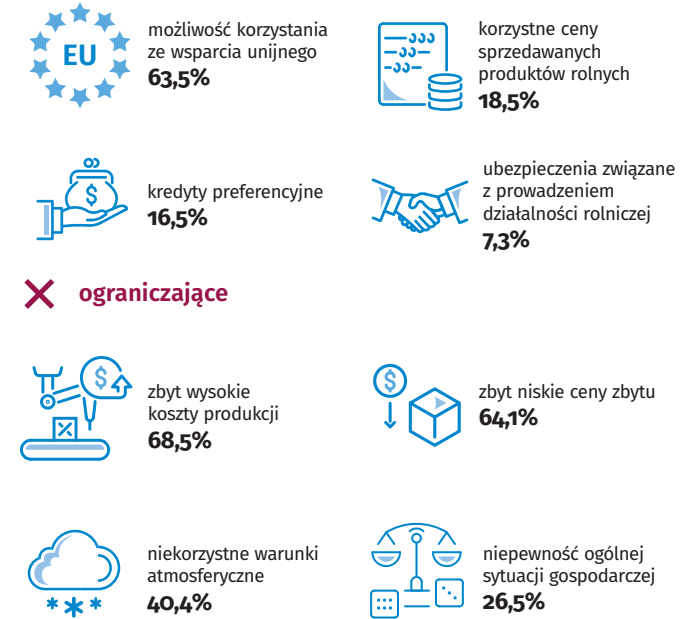 EU
możliwość korzystania
ze wsparcia unijnego
63,5%
korzystne ceny
sprzedawanych
produktów rolnych
18,5%
$
kredyty preferencyjne
16,5%
ubezpieczenia związane
z prowadzeniem
działalności rolniczej
7,3%
ograniczające
$
zbyt wysokie
koszty produkcji
68,5%
$
zbyt niskie ceny zbytu
64,1%
niekorzystne warunki
atmosferyczne
40,4%
niepewność ogólnej
sytuacji gospodarczej
26,5%